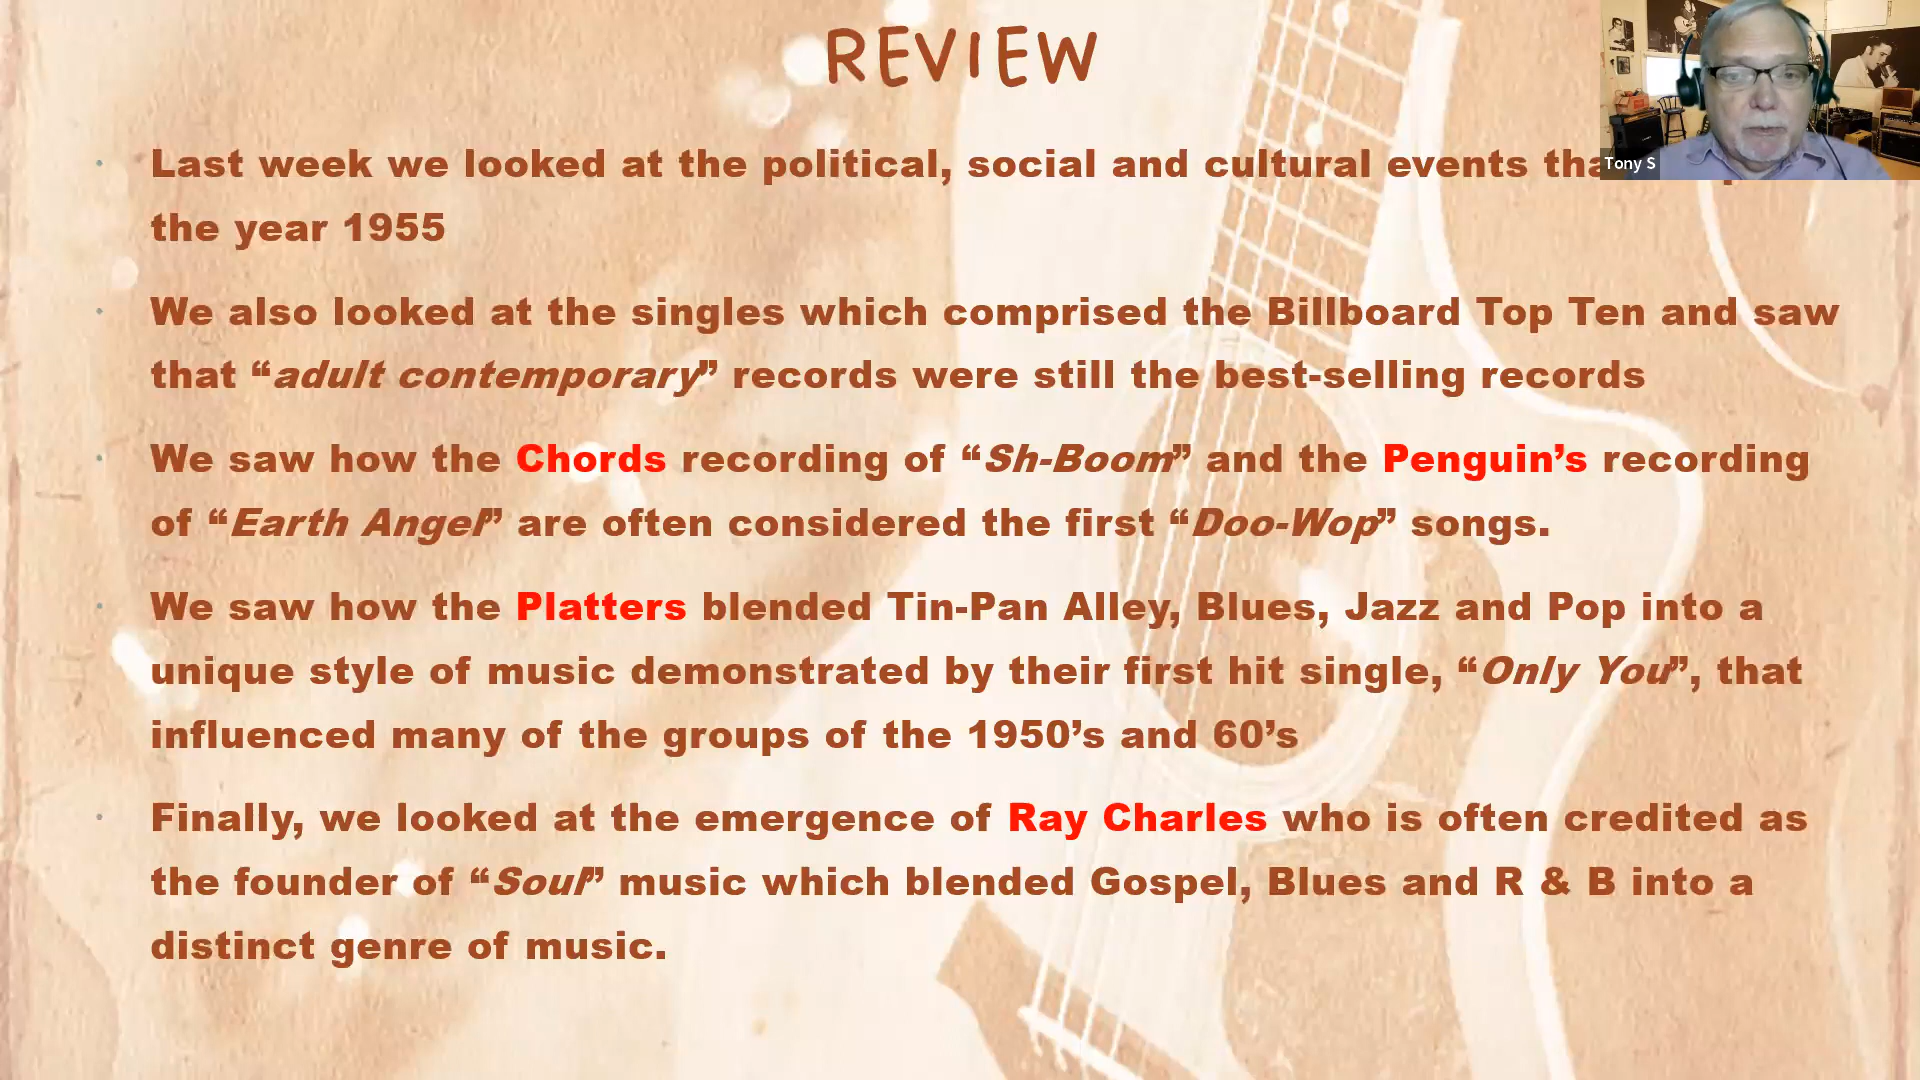 REVIEW
Tony S
Last week we looked at the political, social and cultural events
the year 1955
We also looked at the singles which comprised the Billboard Top Ten and saw
that “adult contemporary” records were still the best-selling records
We saw how the Chords recording of “Sh-Boom” and the Penguin’s recording
of “Earth Angel” are often considered the first “Doo-Wop” songs.
We saw how the Platters blended Tin-Pan Alley, Blues, Jazz and Pop into a
unique style of music demonstrated by their first hit single, “Only You”, that
influenced many of the groups of the 1950’s and 60’s
Finally, we looked at the emergence of Ray Charles who is often credited as
the founder of “Soul” music which blended Gospel, Blues and R & B into a
distinct genre of music.